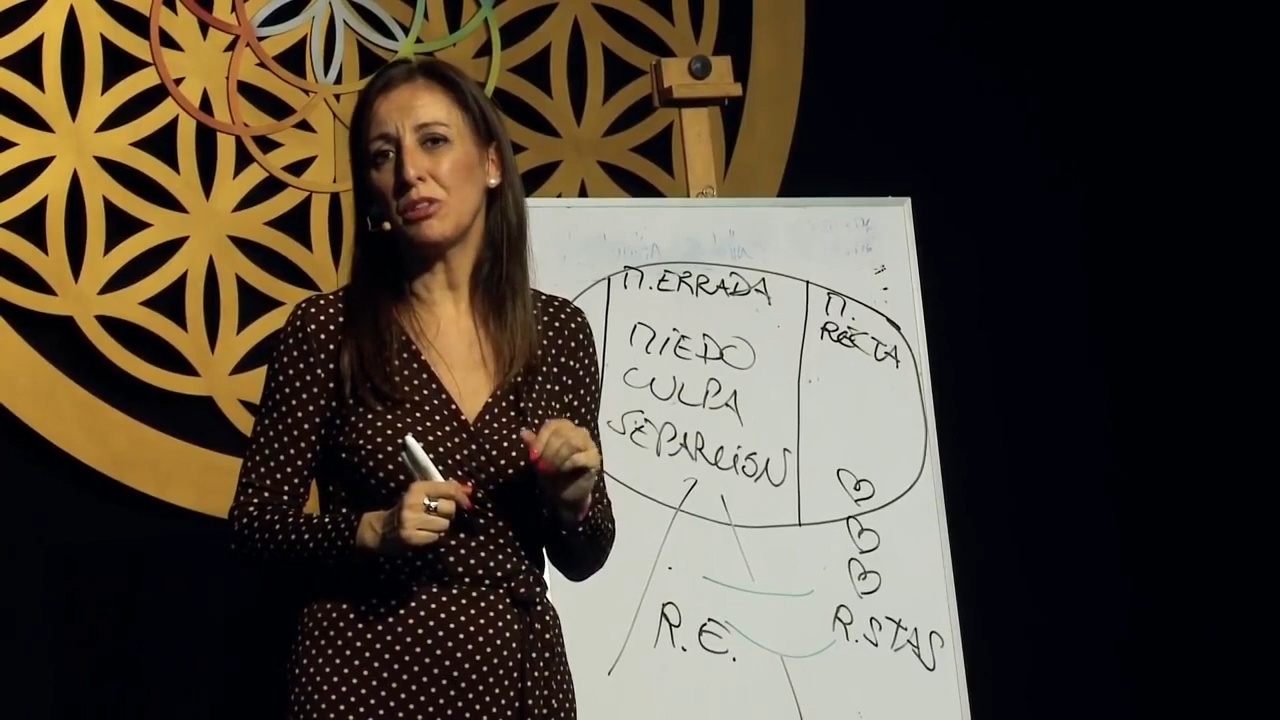 M. ERRADA
M.
RECTA
MIEDO
CULPA
SEPARCIÓN
R.E.
R.STAS